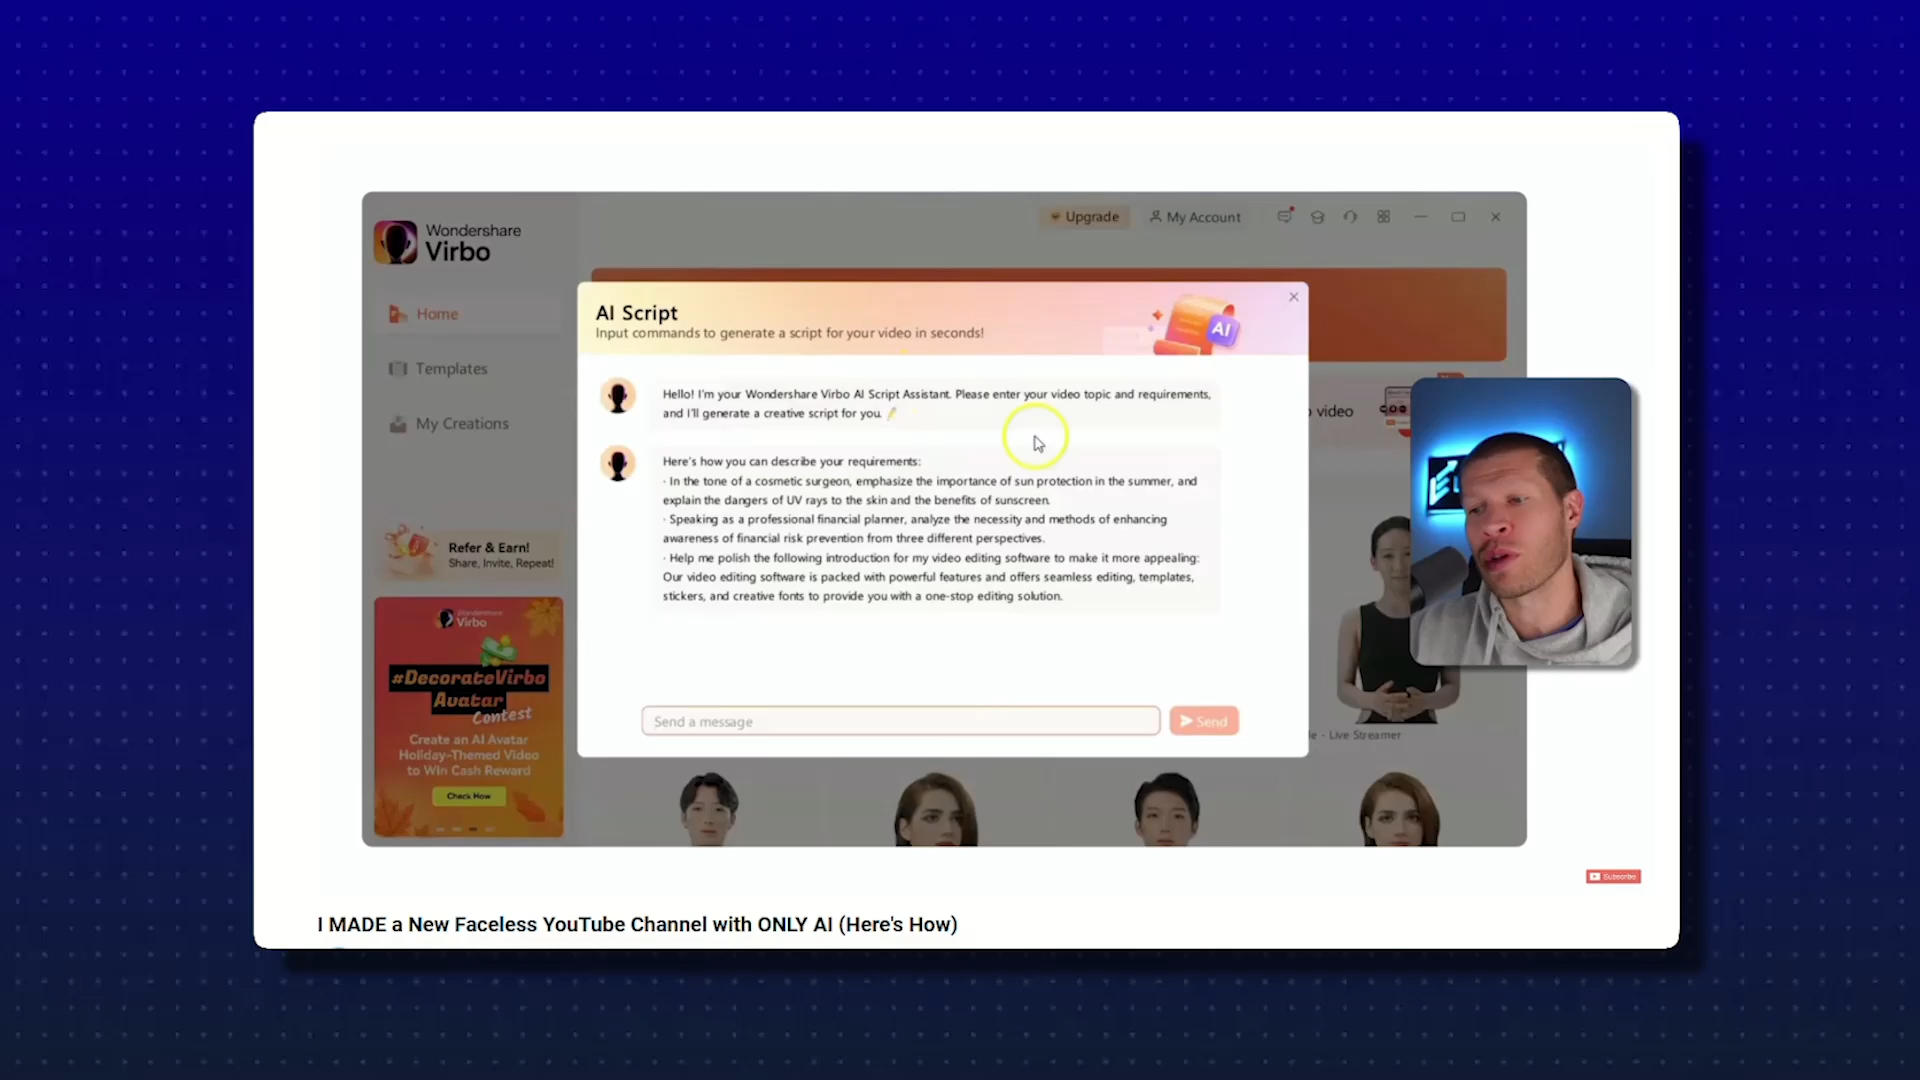 Wondershare
Virbo
Upgrade
My Account
Home
Templates
My Creations
Refer & Earn!
Share, Invite, Repeat!
Wondershare
Virbo
#DecorateVirbo
Avatar
Contest
Create an AI Avatar
Holiday-Themed Video
to Win Cash Reward
Check Now
AI Script
Input commands to generate a script for your video in seconds!
AI
Hello! I'm your Wondershare Virbo AI Script Assistant. Please enter your video topic and requirements,
and I'll generate a creative script for you.
Here's how you can describe your requirements:
· In the tone of a cosmetic surgeon, emphasize the importance of sun protection in the summer, and
explain the dangers of UV rays to the skin and the benefits of sunscreen.
· Speaking as a professional financial planner, analyze the necessity and methods of enhancing
awareness of financial risk prevention from three different perspectives.
· Help me polish the following introduction for my video editing software to make it more appealing:
Our video editing software is packed with powerful features and offers seamless editing, templates,
stickers, and creative fonts to provide you with a one-stop editing solution.
Send a message
Send
video
- Live Streamer
Subscribe
I MADE a New Faceless YouTube Channel with ONLY AI (Here's How)